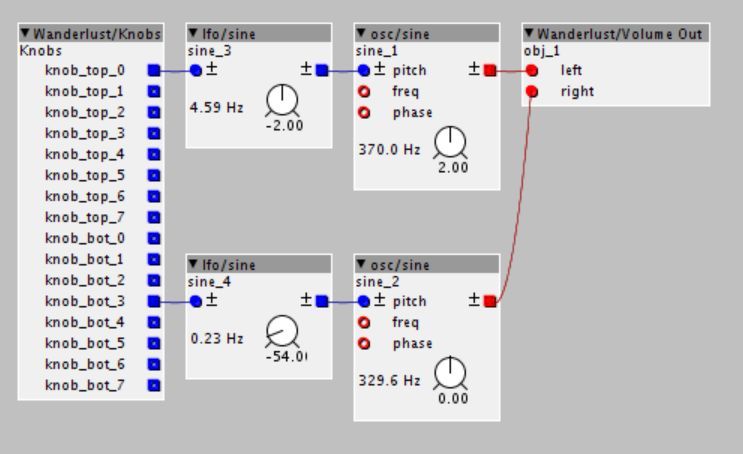 ▼ Wanderlust/Knobs
Knobs
knob_top_0
knob_top_1
knob_top_2
knob_top_3
knob_top_4
knob_top_5
knob_top_6
knob_top_7
knob_bot_0
knob_bot_1
knob_bot_2
knob_bot_3
knob_bot_4
knob_bot_5
knob_bot_6
knob_bot_7
▼ lfo/sine
sine_3
± ±
4.59 Hz
-2.00
▼ osc/sine
sine_1
± pitch ±
freq
phase
370.0 Hz
2.00
▼ Wanderlust/Volume Out
obj_1
left
right
▼ lfo/sine
sine_4
± ±
0.23 Hz
-54.0
▼ osc/sine
sine_2
± pitch ±
freq
phase
329.6 Hz
0.00